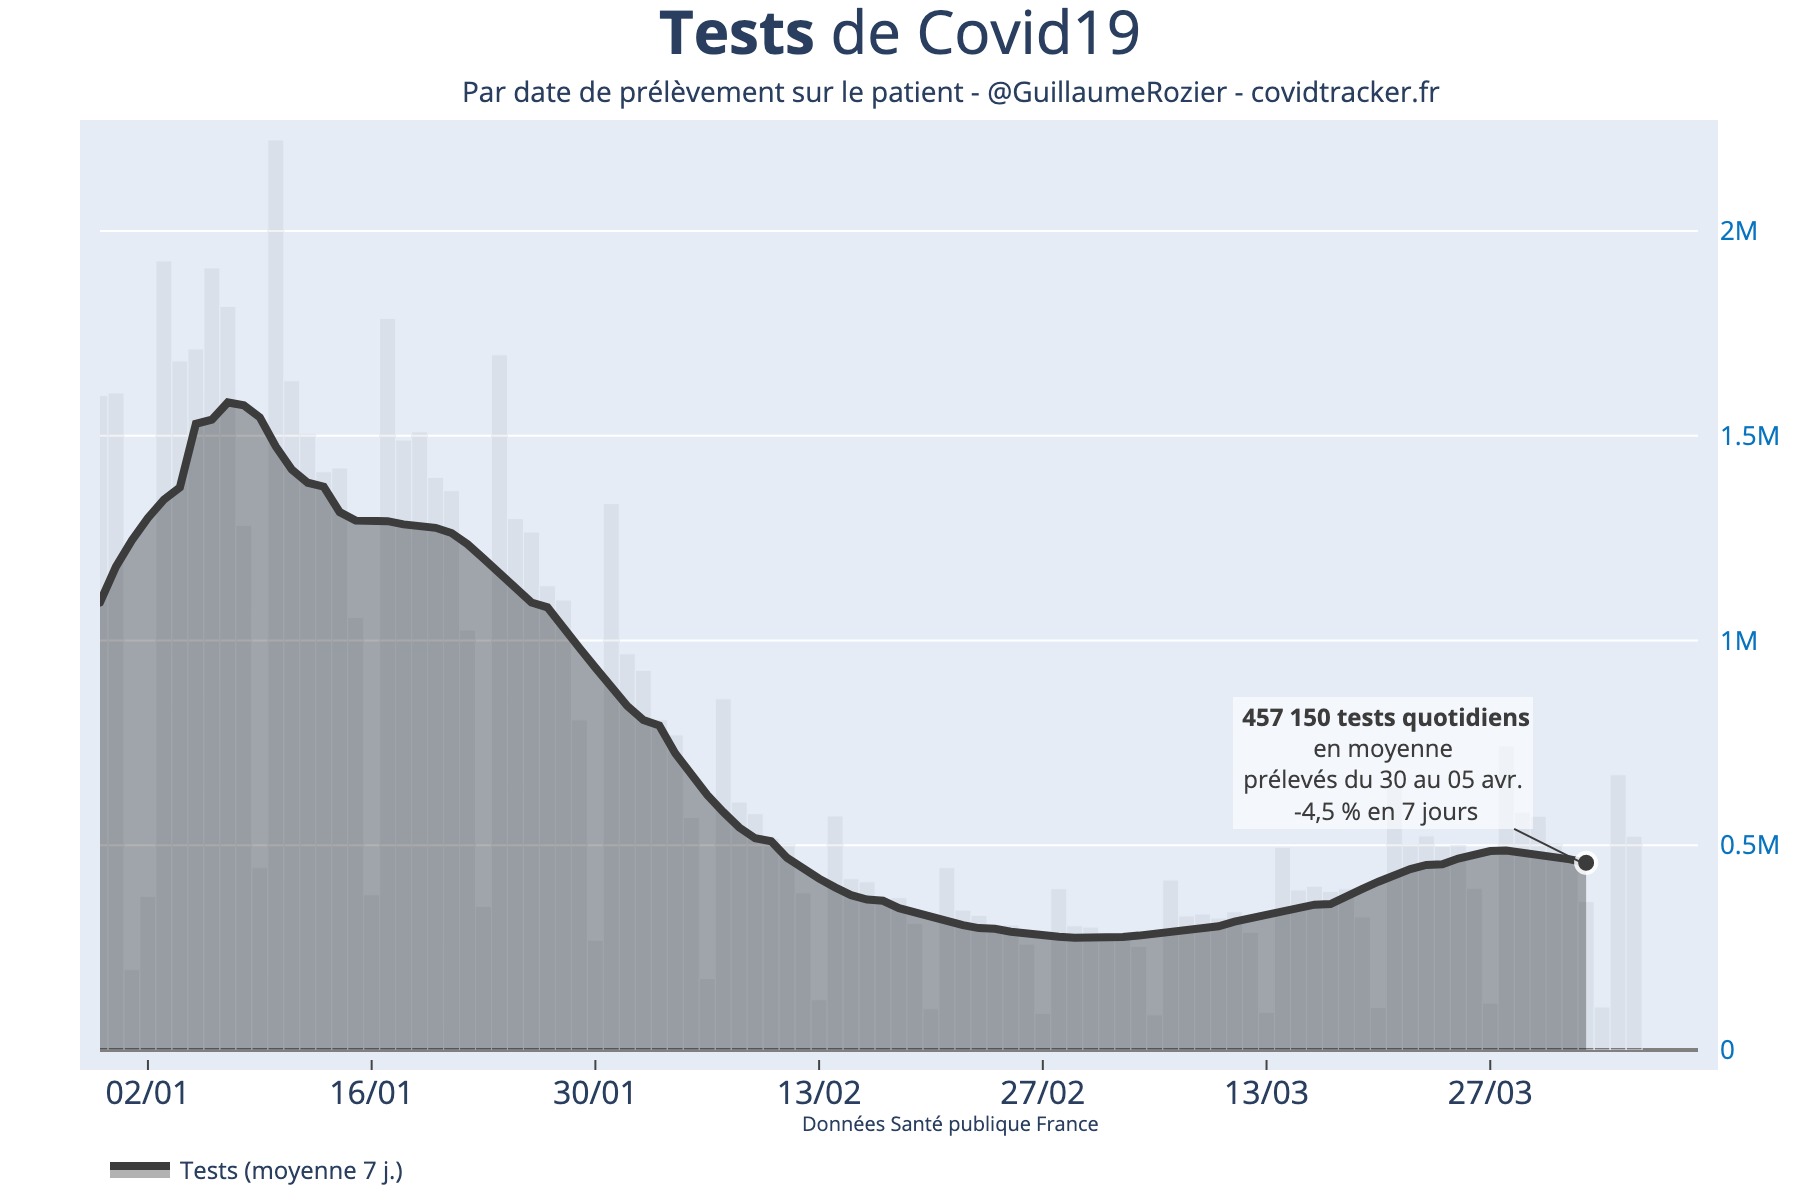 Tests de Covid19
Par date de prélèvement sur le patient - @GuillaumeRozier - covidtracker.fr
2M
1.5M
1M
457 150 tests quotidiens
en moyenne
prélevés du 30 au 05 avr.
-4,5 % en 7 jours
0.5M
0
02/01 16/01 30/01 13/02 27/02 13/03 27/03
Données Santé publique France
Tests (moyenne 7 j.)